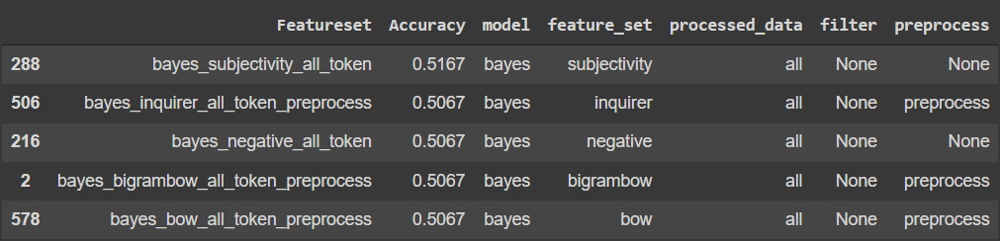 Featureset Accuracy model feature_set processed_data filter preprocess
288 bayes_subjectivity_all_token 0.5167 bayes subjectivity all None None
506 bayes_inquirer_all_token_preprocess 0.5067 bayes inquirer all None preprocess
216 bayes_negative_all_token 0.5067 bayes negative all None None
2 bayes_bigrambow_all_token_preprocess 0.5067 bayes bigrambow all None preprocess
578 bayes_bow_all_token_preprocess 0.5067 bayes bow all None preprocess